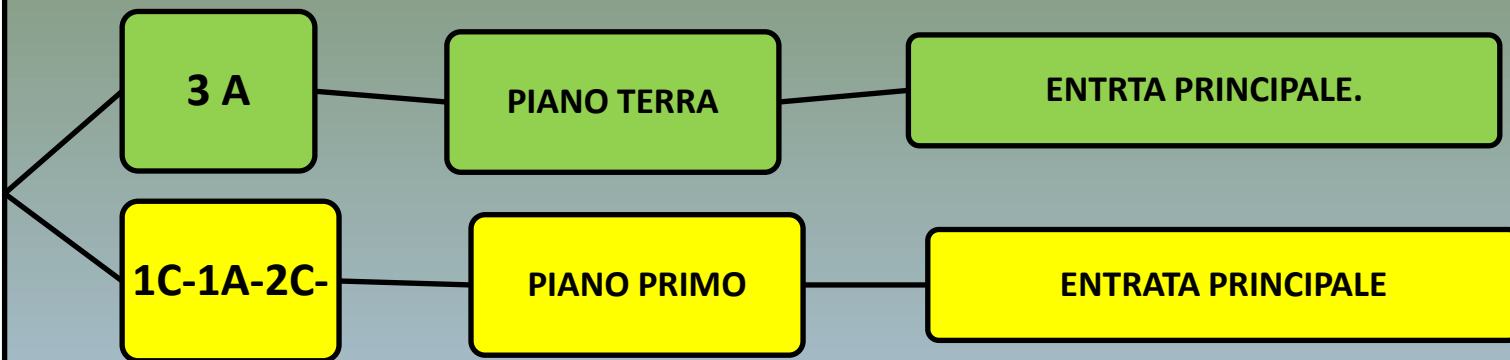 3 A
PIANO TERRA
ENTRTA PRINCIPALE.
1C-1A-2C-
PIANO PRIMO
ENTRATA PRINCIPALE